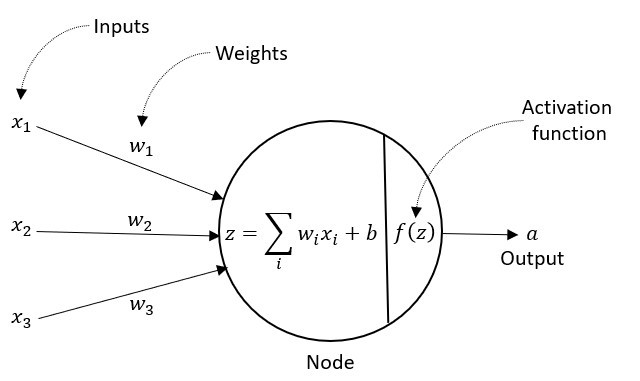 Inputs
Weights
Activation
function
x₁
w₁
x₂
w₂
z = ∑ᵢ wᵢxᵢ + b
f(z)
a
Output
x₃
w₃
Node